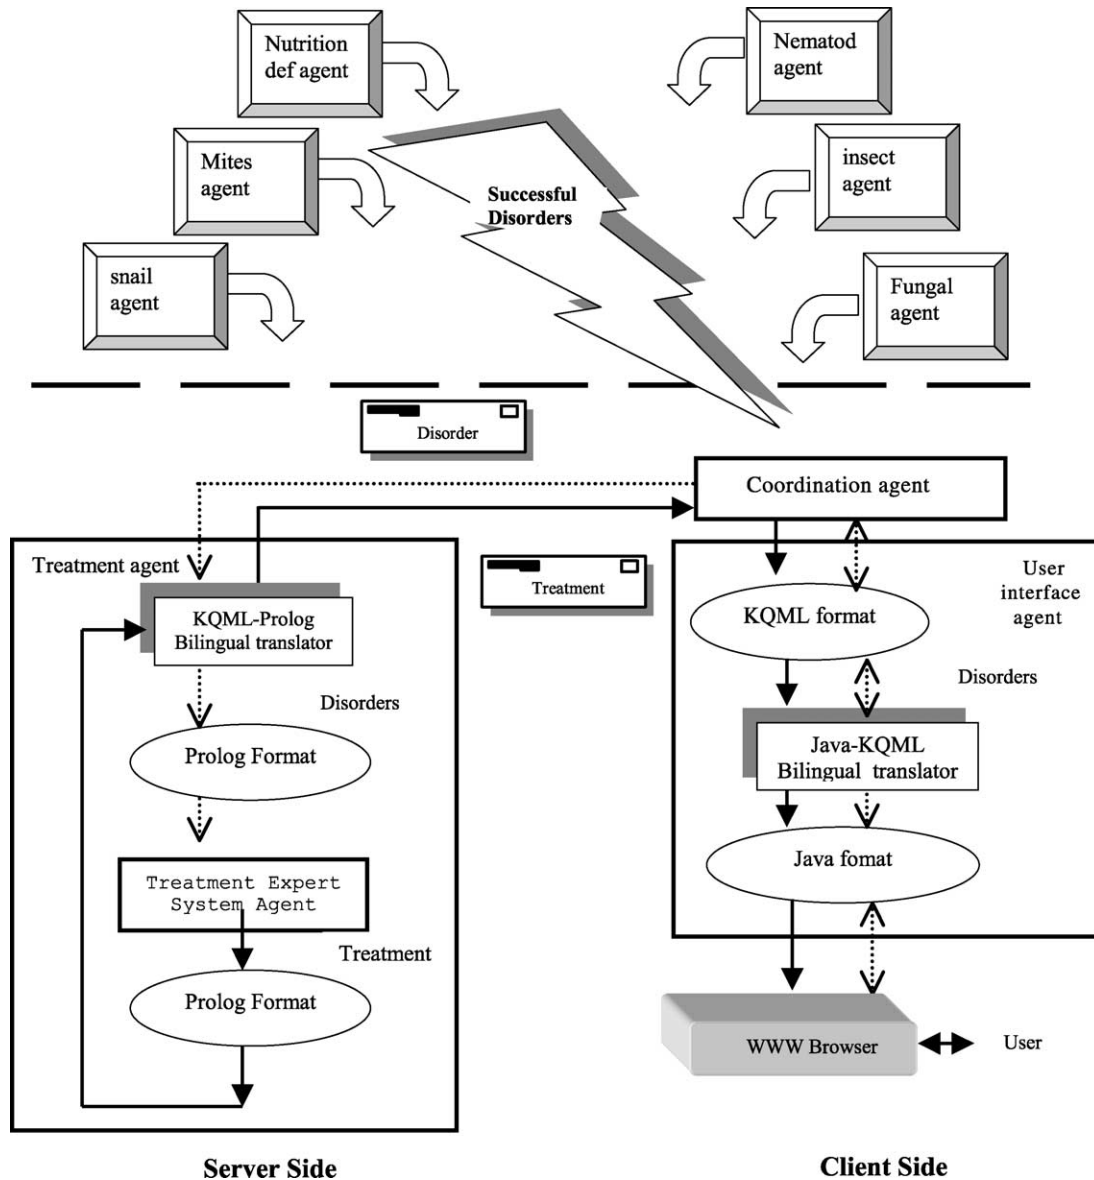 Nutrition
def agent
Nematod
agent
Mites
agent
insect
agent
Successful
Disorders
snail
agent
Fungal
agent
Disorder
Coordination agent
Treatment agent
Treatment
User
interface
agent
KQML-Prolog
Bilingual translator
KQML format
Disorders
Disorders
Prolog Format
Java-KQML
Bilingual translator
Java fomat
Treatment Expert
System Agent
Treatment
Prolog Format
WWW Browser
User
Server Side
Client Side